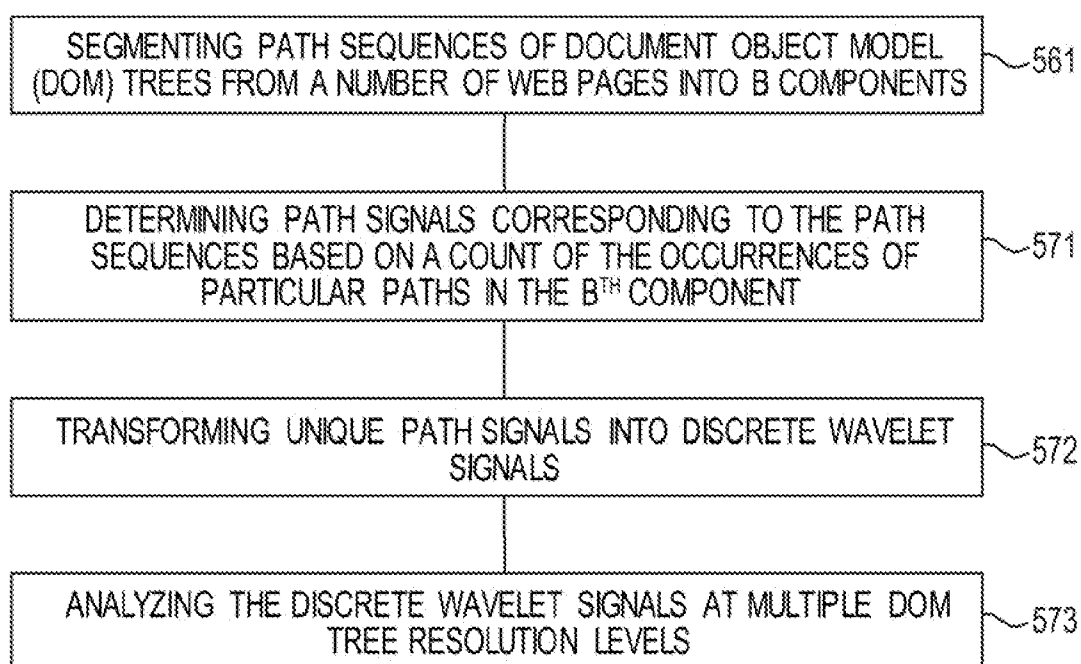 SEGMENTING PATH SEQUENCES OF DOCUMENT OBJECT MODEL
(DOM) TREES FROM A NUMBER OF WEB PAGES INTO B COMPONENTS
561
DETERMINING PATH SIGNALS CORRESPONDING TO THE PATH
SEQUENCES BASED ON A COUNT OF THE OCCURRENCES OF
PARTICULAR PATHS IN THE BTH COMPONENT
571
TRANSFORMING UNIQUE PATH SIGNALS INTO DISCRETE WAVELET
SIGNALS
572
ANALYZING THE DISCRETE WAVELET SIGNALS AT MULTIPLE DOM
TREE RESOLUTION LEVELS
573